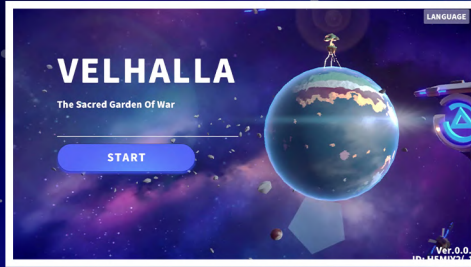 LANGUAGE
VELHALLA
The Sacred Garden Of War
START
Ver.0.0.